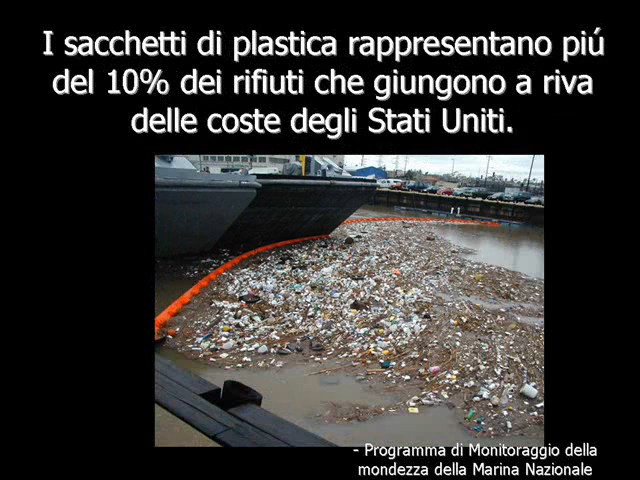 I sacchetti di plastica rappresentano piú
del 10% dei rifiuti che giungono a riva
delle coste degli Stati Uniti.
- Programma di Monitoraggio della
mondezza della Marina Nazionale